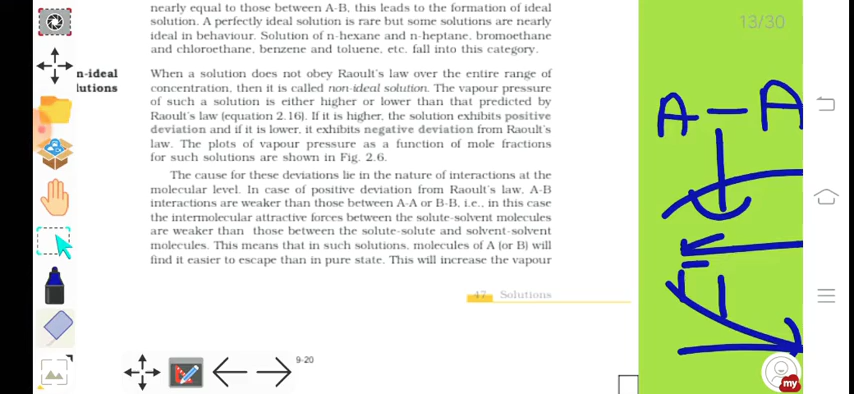 nearly equal to those between A-B, this leads to the formation of ideal
solution. A perfectly ideal solution is rare but some solutions are nearly
ideal in behaviour. Solution of n-hexane and n-heptane, bromoethane
and chloroethane, benzene and toluene, etc. fall into this category.
n-ideal
lutions
When a solution does not obey Raoult's law over the entire range of
concentration, then it is called non-ideal solution. The vapour pressure
of such a solution is either higher or lower than that predicted by
Raoult's law (equation 2.16). If it is higher, the solution exhibits positive
deviation and if it is lower, it exhibits negative deviation from Raoult's
law. The plots of vapour pressure as a function of mole fractions
for such solutions are shown in Fig. 2.6.
The cause for these deviations lie in the nature of interactions at the
molecular level. In case of positive deviation from Raoult's law, A-B
interactions are weaker than those between A-A or B-B, i.e., in this case
the intermolecular attractive forces between the solute-solvent molecules
are weaker than those between the solute-solute and solvent-solvent
molecules. This means that in such solutions, molecules of A (or B) will
find it easier to escape than in pure state. This will increase the vapour
47 Solutions
9-20
13/30
A - A
my